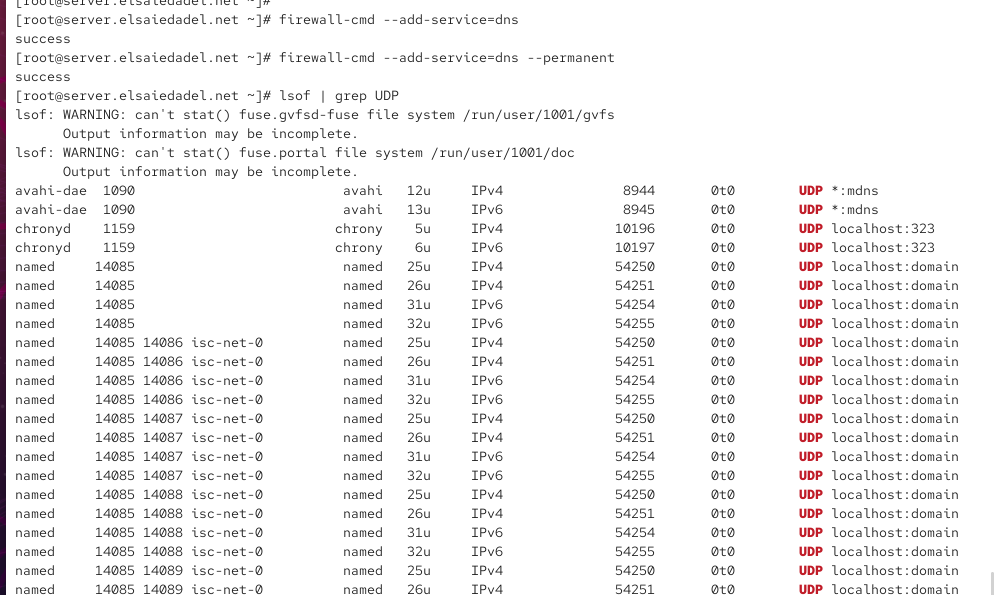 [root@server.elsaiedadel.net ~]#
[root@server.elsaiedadel.net ~]# firewall-cmd --add-service=dns
success
[root@server.elsaiedadel.net ~]# firewall-cmd --add-service=dns --permanent
success
[root@server.elsaiedadel.net ~]# lsof | grep UDP
lsof: WARNING: can't stat() fuse.gvfsd-fuse file system /run/user/1001/gvfs
      Output information may be incomplete.
lsof: WARNING: can't stat() fuse.portal file system /run/user/1001/doc
      Output information may be incomplete.
avahi-dae  1090                          avahi   12u     IPv4               8944       0t0        UDP *:mdns
avahi-dae  1090                          avahi   13u     IPv6               8945       0t0        UDP *:mdns
chronyd    1159                         chrony    5u     IPv4              10196       0t0        UDP localhost:323
chronyd    1159                         chrony    6u     IPv6              10197       0t0        UDP localhost:323
named     14085                          named   25u     IPv4              54250       0t0        UDP localhost:domain
named     14085                          named   26u     IPv4              54251       0t0        UDP localhost:domain
named     14085                          named   31u     IPv6              54254       0t0        UDP localhost:domain
named     14085                          named   32u     IPv6              54255       0t0        UDP localhost:domain
named     14085 14086 isc-net-0          named   25u     IPv4              54250       0t0        UDP localhost:domain
named     14085 14086 isc-net-0          named   26u     IPv4              54251       0t0        UDP localhost:domain
named     14085 14086 isc-net-0          named   31u     IPv6              54254       0t0        UDP localhost:domain
named     14085 14086 isc-net-0          named   32u     IPv6              54255       0t0        UDP localhost:domain
named     14085 14087 isc-net-0          named   25u     IPv4              54250       0t0        UDP localhost:domain
named     14085 14087 isc-net-0          named   26u     IPv4              54251       0t0        UDP localhost:domain
named     14085 14087 isc-net-0          named   31u     IPv6              54254       0t0        UDP localhost:domain
named     14085 14087 isc-net-0          named   32u     IPv6              54255       0t0        UDP localhost:domain
named     14085 14088 isc-net-0          named   25u     IPv4              54250       0t0        UDP localhost:domain
named     14085 14088 isc-net-0          named   26u     IPv4              54251       0t0        UDP localhost:domain
named     14085 14088 isc-net-0          named   31u     IPv6              54254       0t0        UDP localhost:domain
named     14085 14088 isc-net-0          named   32u     IPv6              54255       0t0        UDP localhost:domain
named     14085 14089 isc-net-0          named   25u     IPv4              54250       0t0        UDP localhost:domain
named     14085 14089 isc-net-0          named   26u     IPv4              54251       0t0        UDP localhost:domain